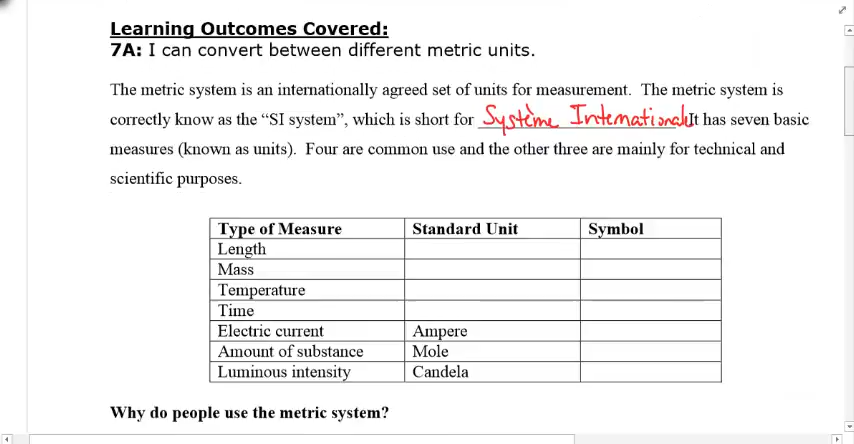 Learning Outcomes Covered:
7A: I can convert between different metric units.
The metric system is an internationally agreed set of units for measurement.  The metric system is
correctly know as the “SI system”, which is short for Système Internationale It has seven basic
measures (known as units).  Four are common use and the other three are mainly for technical and
scientific purposes.
Type of Measure Standard Unit Symbol
Length
Mass
Temperature
Time
Electric current Ampere
Amount of substance Mole
Luminous intensity Candela
Why do people use the metric system?